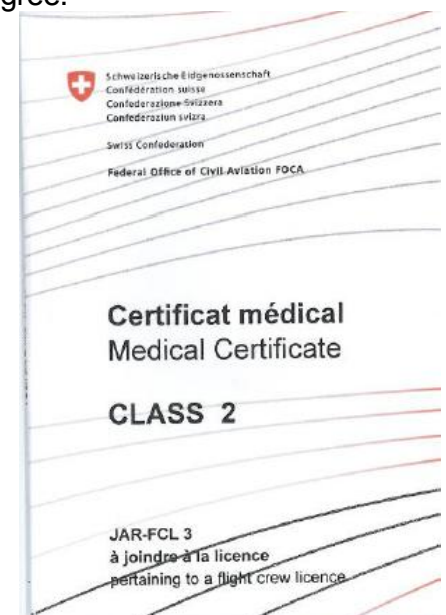 gree.
Schweizerische Eidgenossenschaft
Confédération suisse
Confederazione Svizzera
Confederaziun svizra
Swiss Confederation
Federal Office of Civil Aviation FOCA
Certificat médical
Medical Certificate
CLASS 2
JAR-FCL 3
à joindre à la licence
pertaining to a flight crew licence